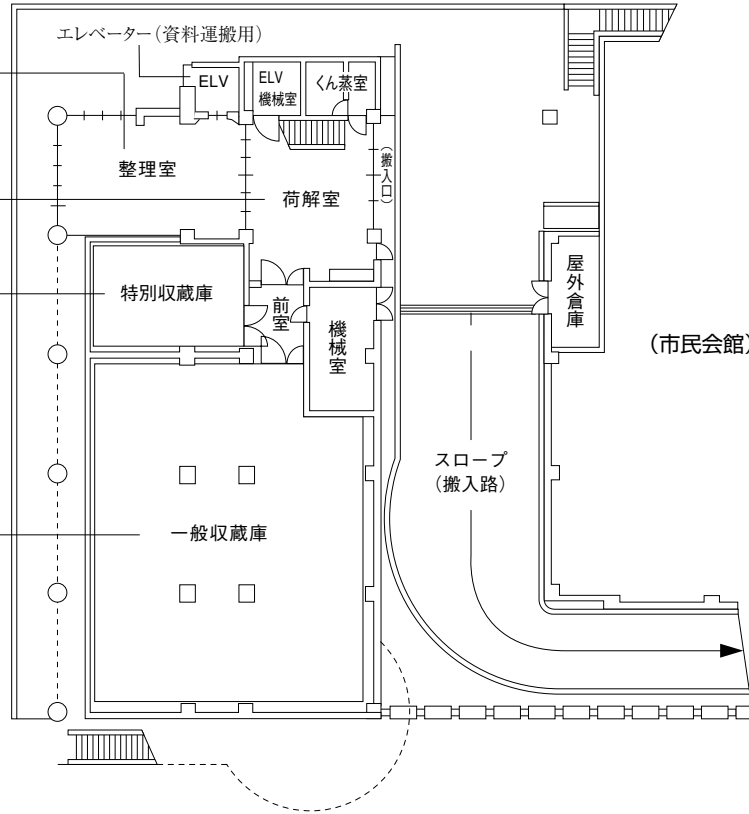 エレベーター(資料運搬用)
ELV
ELV
機械室
くん蒸室
整理室
荷解室
(搬入口)
特別収蔵庫
前室
機械室
屋外倉庫
(市民会館)
スロープ
(搬入路)
一般収蔵庫